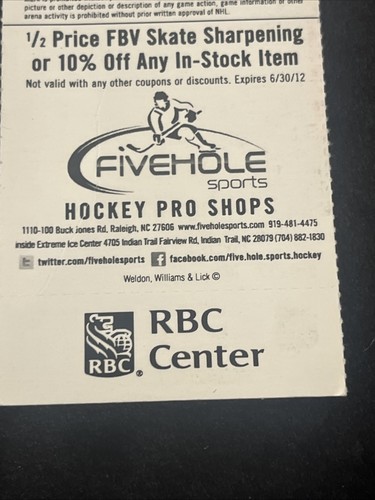 picture or other depiction or description of any game action, game information or other
arena activity is prohibited without prior written approval of NHL.
1/2 Price FBV Skate Sharpening
or 10% Off Any In-Stock Item
Not valid with any other coupons or discounts. Expires 6/30/12
FIVEHOLE
sports
HOCKEY PRO SHOPS
1110-100 Buck Jones Rd, Raleigh, NC 27606 www.fiveholesports.com 919-481-4475
inside Extreme Ice Center 4705 Indian Trail Fairview Rd, Indian Trail, NC 28079 (704) 882-1830
t twitter.com/fiveholesports f facebook.com/five.hole.sports.hockey
Weldon, Williams & Lick ©
RBC
Center
RBC ®